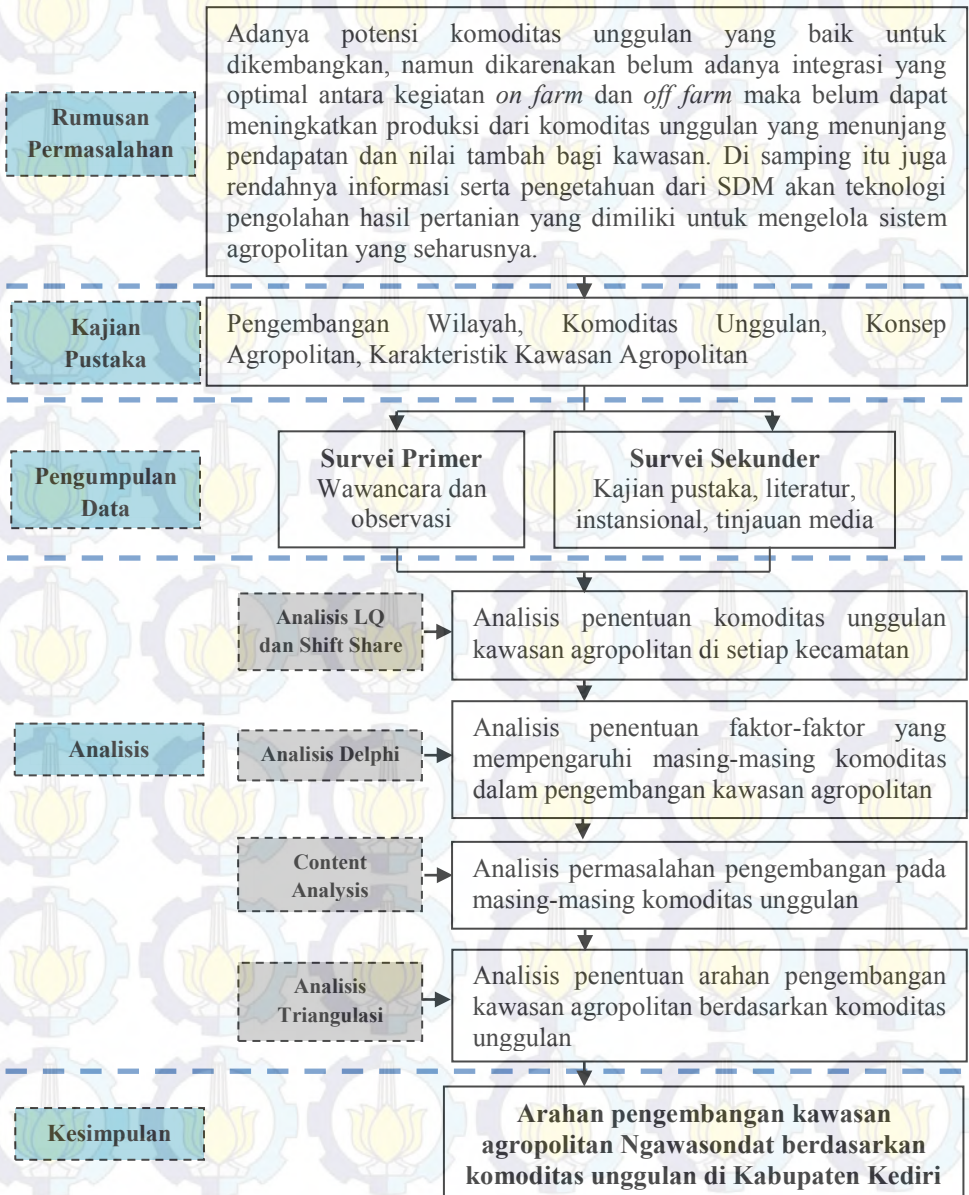 Adanya potensi komoditas unggulan yang baik untuk
dikembangkan, namun dikarenakan belum adanya integrasi yang
optimal antara kegiatan on farm dan off farm maka belum dapat
meningkatkan produksi dari komoditas unggulan yang menunjang
pendapatan dan nilai tambah bagi kawasan. Di samping itu juga
rendahnya informasi serta pengetahuan dari SDM akan teknologi
pengolahan hasil pertanian yang dimiliki untuk mengelola sistem
agropolitan yang seharusnya.
Rumusan
Permasalahan
Kajian
Pustaka
Pengembangan Wilayah, Komoditas Unggulan, Konsep
Agropolitan, Karakteristik Kawasan Agropolitan
Pengumpulan
Data
Survei Primer
Wawancara dan
observasi
Survei Sekunder
Kajian pustaka, literatur,
instansional, tinjauan media
Analisis
Analisis LQ
dan Shift Share
Analisis penentuan komoditas unggulan
kawasan agropolitan di setiap kecamatan
Analisis Delphi
Analisis penentuan faktor-faktor yang
mempengaruhi masing-masing komoditas
dalam pengembangan kawasan agropolitan
Content
Analysis
Analisis permasalahan pengembangan pada
masing-masing komoditas unggulan
Analisis
Triangulasi
Analisis penentuan arahan pengembangan
kawasan agropolitan berdasarkan komoditas
unggulan
Kesimpulan
Arahan pengembangan kawasan
agropolitan Ngawasondat berdasarkan
komoditas unggulan di Kabupaten Kediri